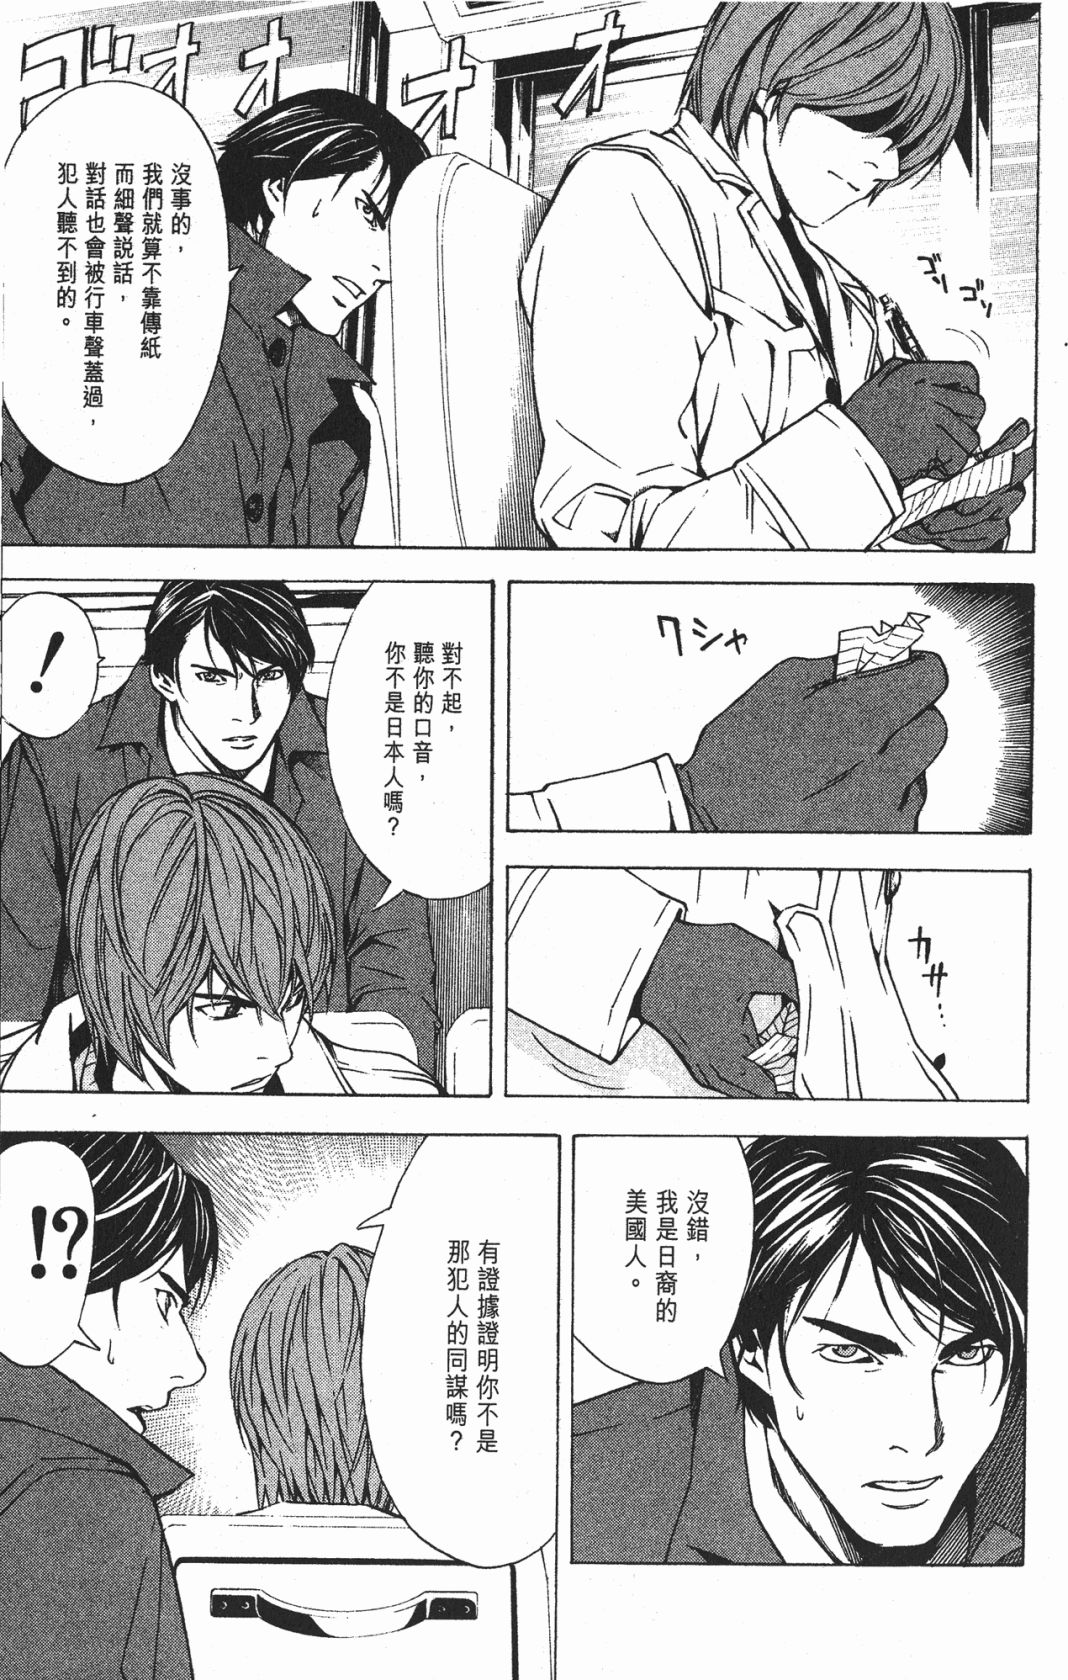 ゴオオオオ
ゴソ
ゴソ
沒事的，
我們就算不靠傳紙
而細聲説話，
對話也會被行車聲蓋過，
犯人聽不到的。
クシャ
カサ…
對不起，
聽你的口音，
你不是日本人嗎？
！
沒錯，
我是日裔的
美國人。
有證據證明你不是
那犯人的同謀嗎？
!?